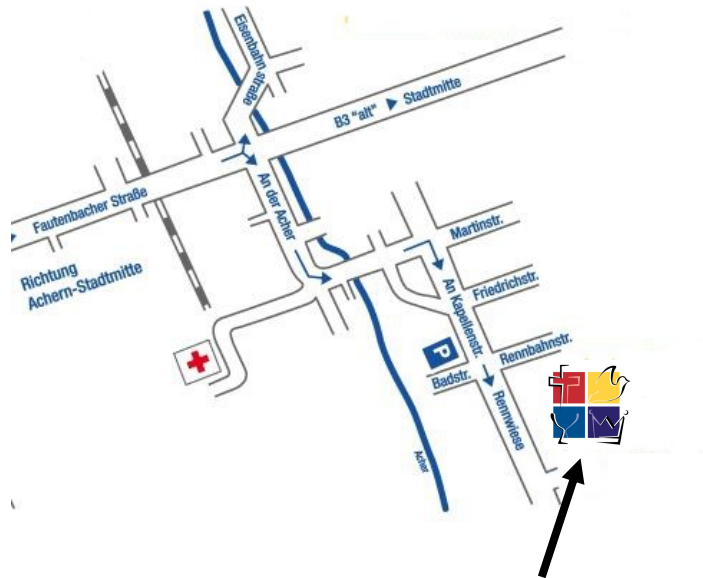 Eisenbahn Straße
B3 "alt" Stadtmitte
Fautenbacher Straße
An der Acher
Richtung
Achern-Stadtmitte
Martinstr.
An Kapellenstr.
Friedrichstr.
P
Rennbahnstr.
Badstr.
Rennwiese
Acher